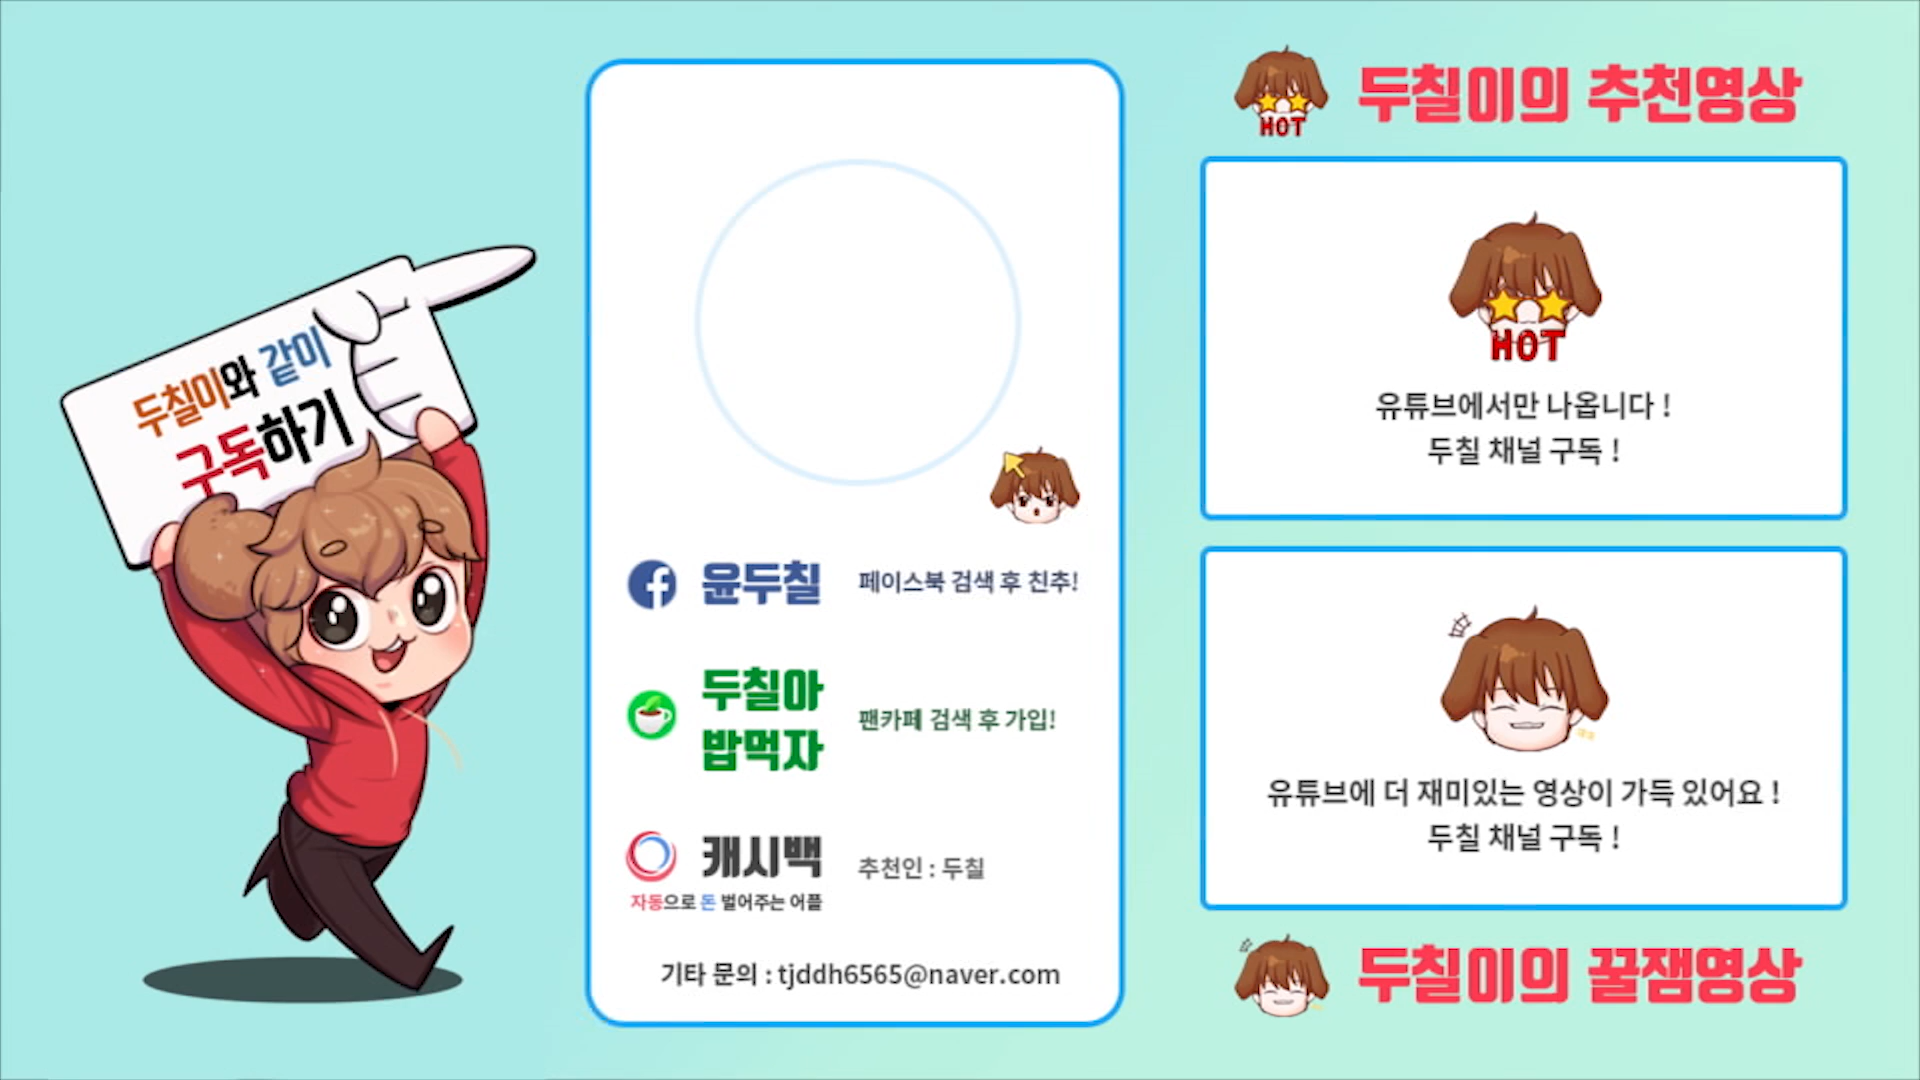 두칠이와 같이
구독하기
윤두칠
페이스북 검색 후 친추!
두칠아
밥먹자
팬카페 검색 후 가입!
캐시백
자동으로 돈 벌어주는 어플
추천인 : 두칠
기타 문의 : tjddh6565@naver.com
HOT
두칠이의 추천영상
HOT
유튜브에서만 나옵니다 !
두칠 채널 구독 !
유튜브에 더 재미있는 영상이 가득 있어요 !
두칠 채널 구독 !
두칠이의 꿀잼영상